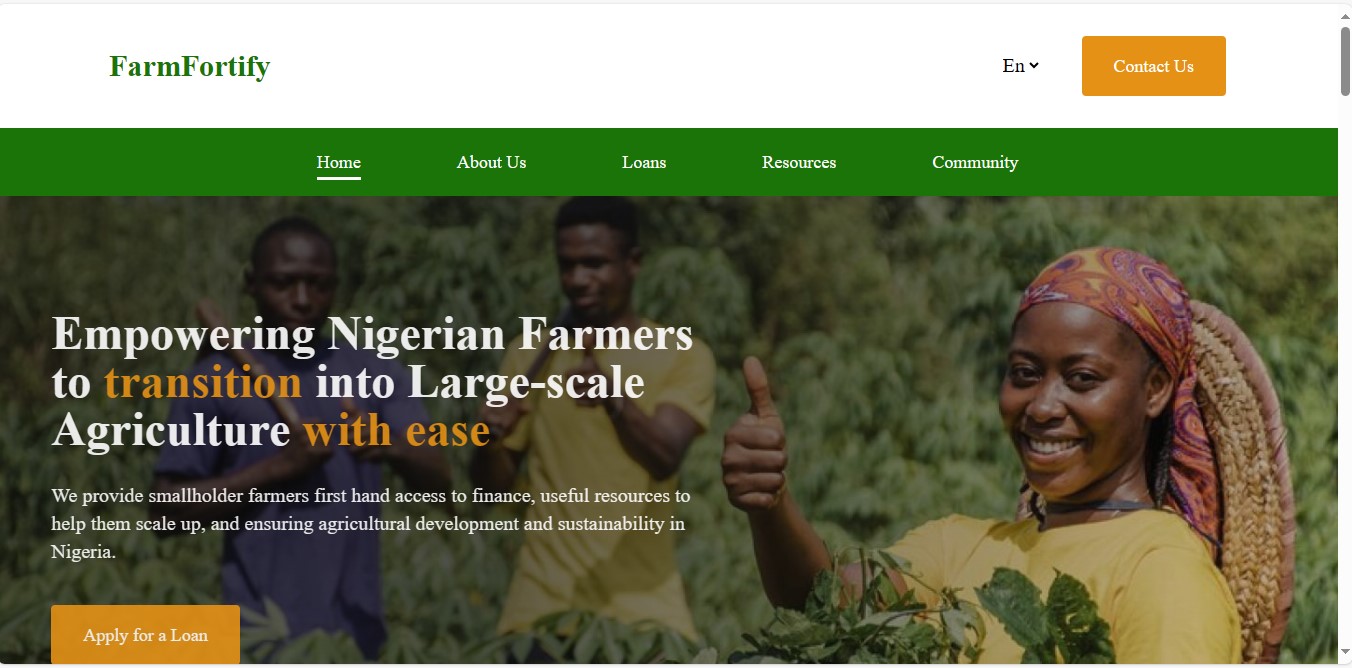 FarmFortify
En
Contact Us
Home
About Us
Loans
Resources
Community
Empowering Nigerian Farmers
to transition into Large-scale
Agriculture with ease
We provide smallholder farmers first hand access to finance, useful resources to
help them scale up, and ensuring agricultural development and sustainability in
Nigeria.
Apply for a Loan